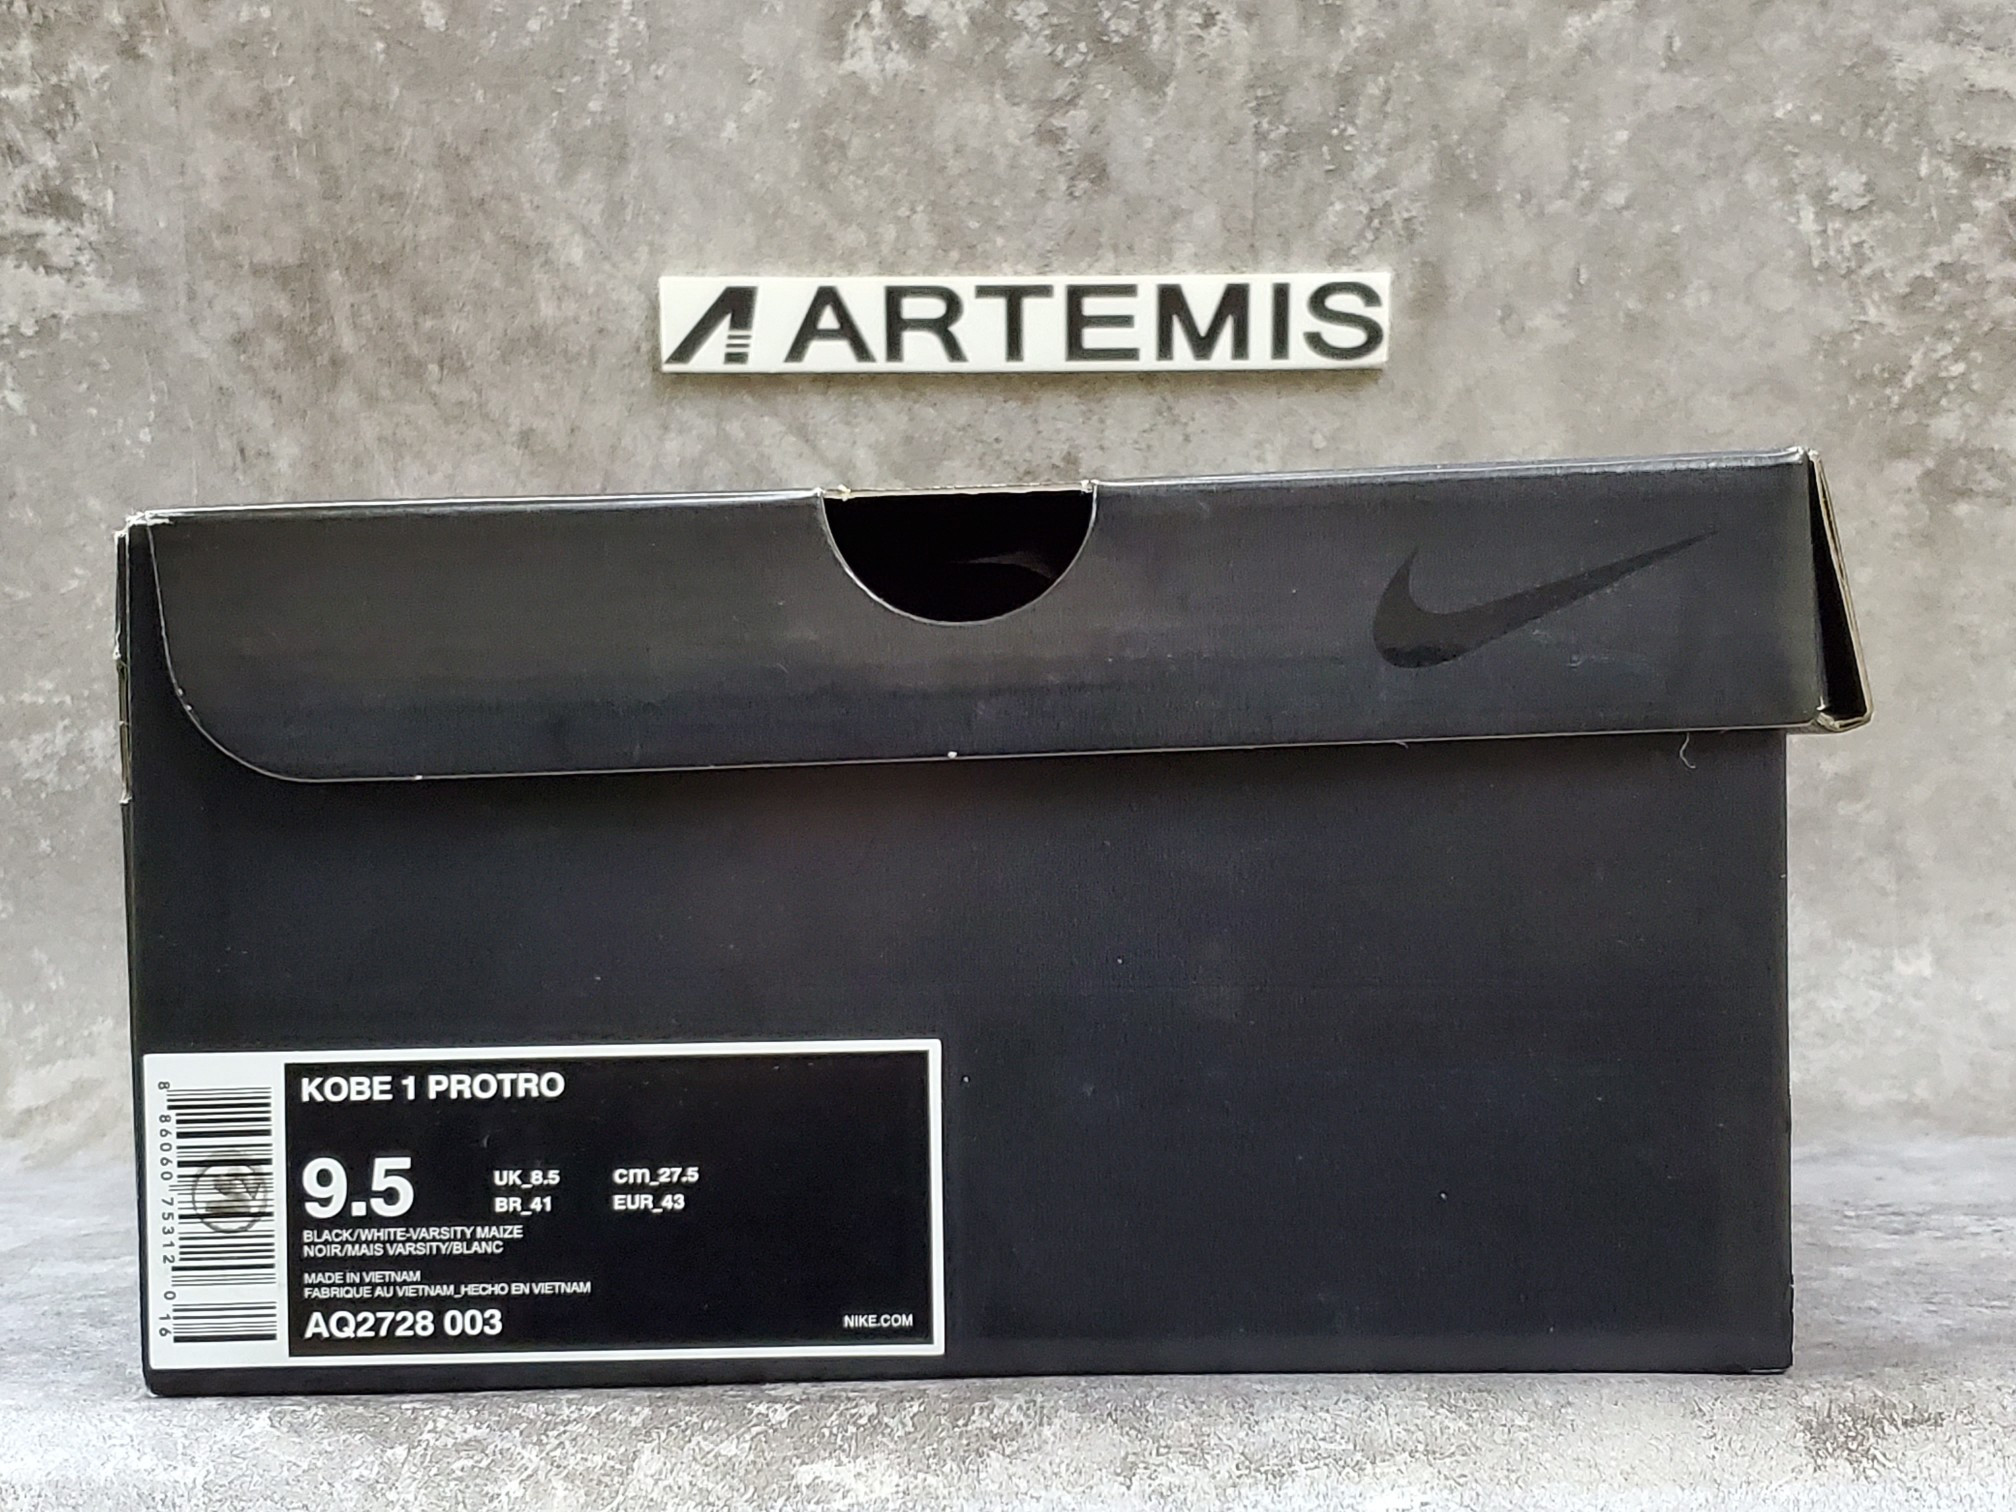 ARTEMIS
KOBE 1 PROTRO
9.5
UK_8.5 cm_27.5
BR_41 EUR_43
BLACK/WHITE-VARSITY MAIZE
NOIR/MAIS VARSITY/BLANC
MADE IN VIETNAM
FABRIQUE AU VIETNAM_HECHO EN VIETNAM
AQ2728 003
NIKE.COM
8 86060 75312 0 16